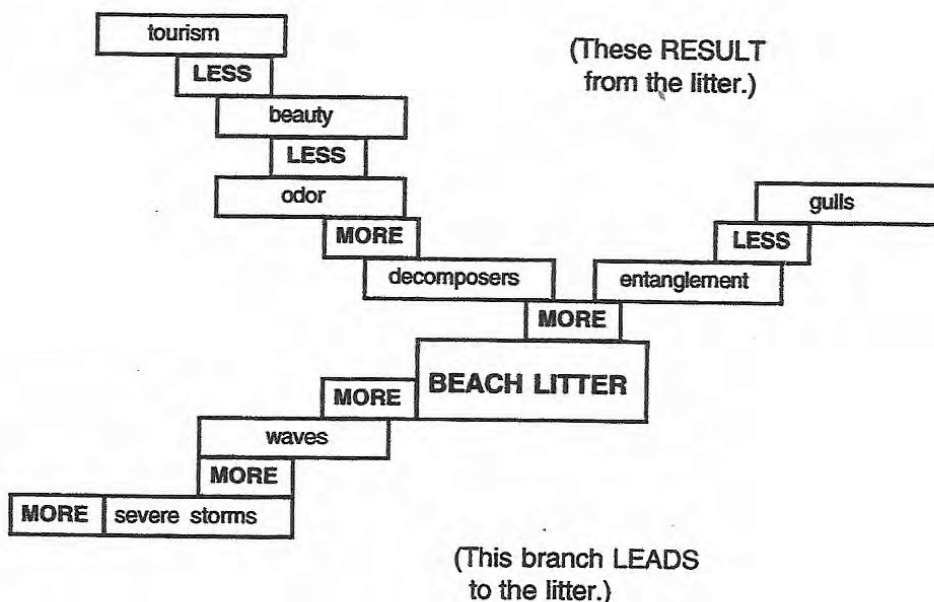 tourism
(These RESULT
LESS
from the litter.)
beauty
LESS
odor
gulls
MORE
LESS
decomposers
entanglement
MORE
BEACH LITTER
MORE
waves
MORE
MORE
severe storms
(This branch LEADS
to the litter.)